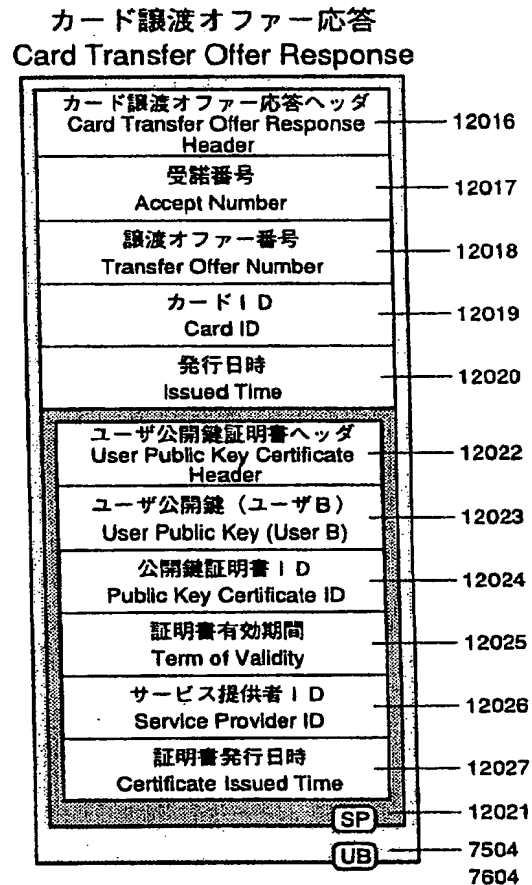 カード譲渡オファー応答
Card Transfer Offer Response
カード譲渡オファー応答ヘッダ
Card Transfer Offer Response
Header
12016
受諾番号
Accept Number
12017
譲渡オファー番号
Transfer Offer Number
12018
カードID
Card ID
12019
発行日時
Issued Time
12020
ユーザ公開鍵証明書ヘッダ
User Public Key Certificate
Header
12022
ユーザ公開鍵(ユーザB)
User Public Key (User B)
12023
公開鍵証明書ID
Public Key Certificate ID
12024
証明書有効期間
Term of Validity
12025
サービス提供者ID
Service Provider ID
12026
証明書発行日時
Certificate Issued Time
12027
SP
12021
UB
7504
7604